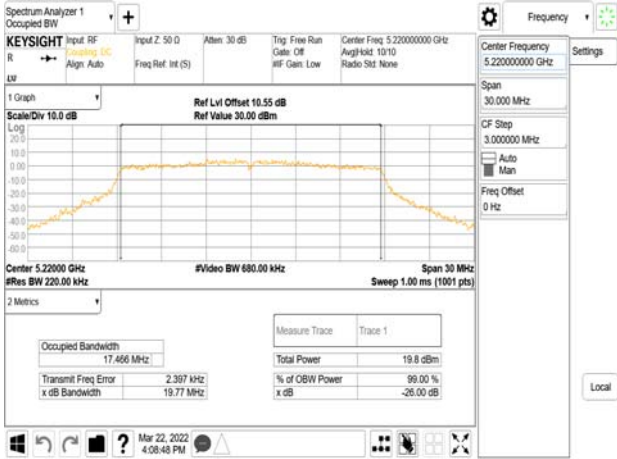 Spectrum Analyzer 1
Occupied BW
Frequency
KEYSIGHT
Input: RF
Coupling: DC
Align: Auto
Input Z: 50 Ω
Freq Ref: Int (S)
Atten: 30 dB
Trig: Free Run
Gate: Off
#IF Gain: Low
Center Freq: 5.220000000 GHz
Avg|Hold: 10/10
Radio Std: None
R
LXI
Center Frequency
5.220000000 GHz
Settings
Span
30.000 MHz
CF Step
3.000000 MHz
Auto
Man
Freq Offset
0 Hz
Local
1 Graph
Scale/Div 10.0 dB
Ref Lvl Offset 10.55 dB
Ref Value 30.00 dBm
Log
20.0
10.0
0.00
-10.0
-20.0
-30.0
-40.0
-50.0
-60.0
Center 5.22000 GHz
#Video BW 680.00 kHz
Span 30 MHz
#Res BW 220.00 kHz
Sweep 1.00 ms (1001 pts)
2 Metrics
Measure Trace
Trace 1
Occupied Bandwidth
17.466 MHz
Total Power
19.8 dBm
Transmit Freq Error
2.397 kHz
% of OBW Power
99.00 %
x dB Bandwidth
19.77 MHz
x dB
-26.00 dB
?
Mar 22, 2022
4:08:48 PM